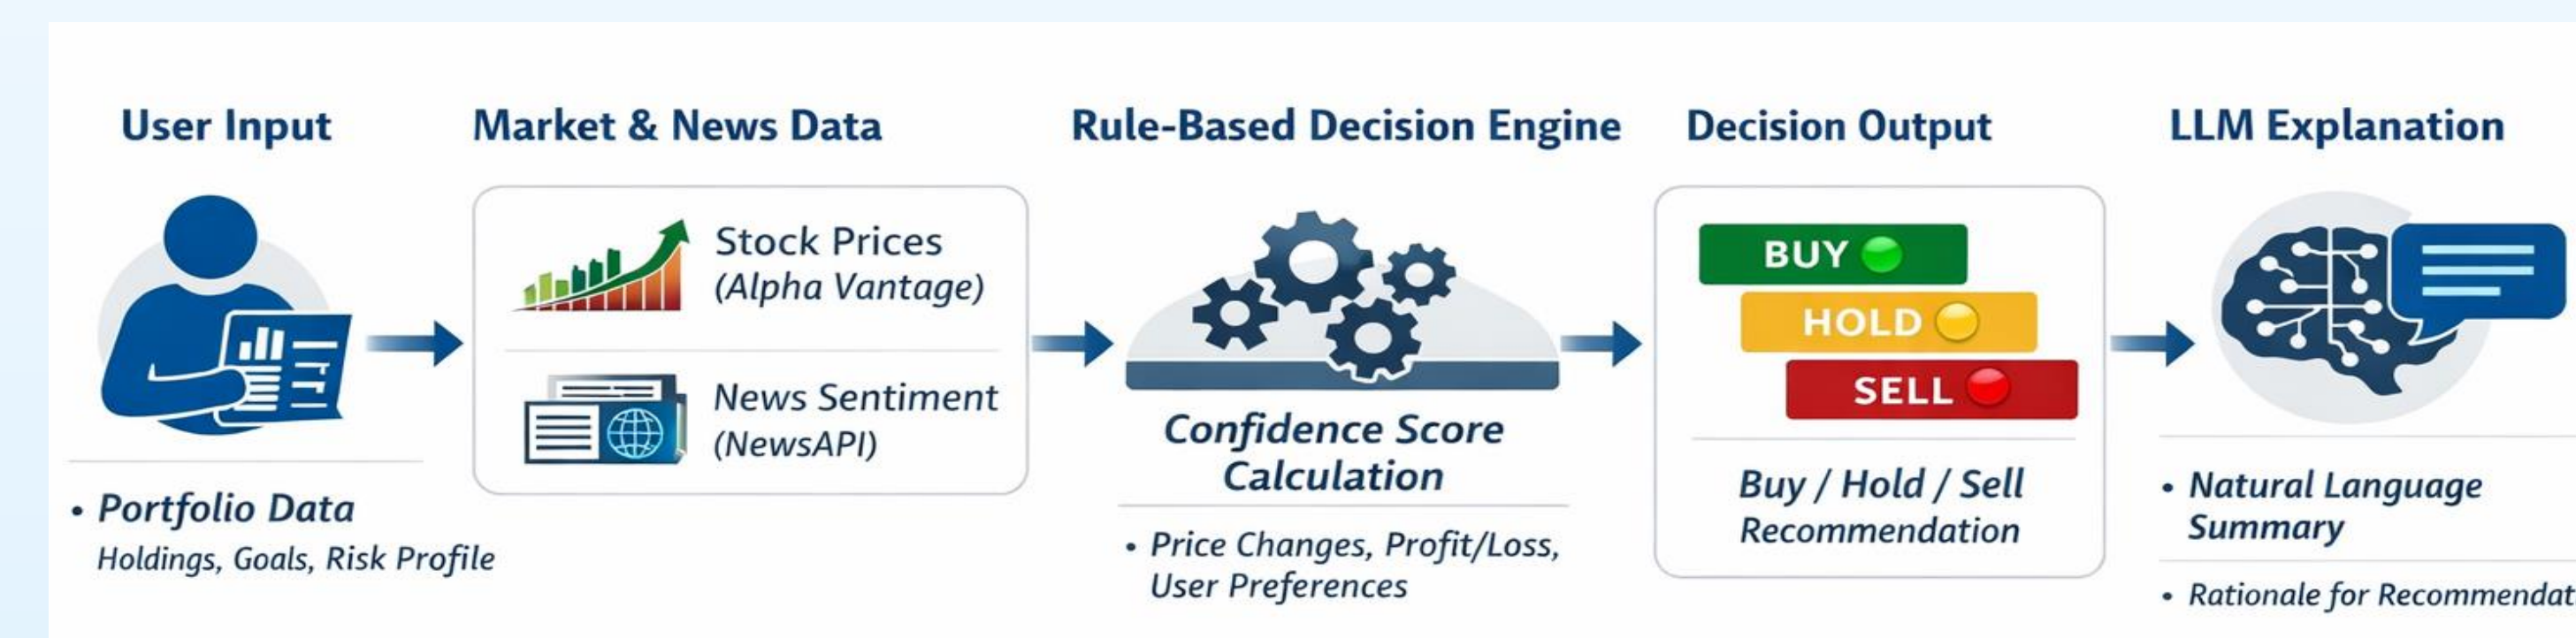 User Input
Market & News Data
Rule-Based Decision Engine
Decision Output
LLM Explanation
Stock Prices
(Alpha Vantage)
News Sentiment
(NewsAPI)
• Portfolio Data
Holdings, Goals, Risk Profile
Confidence Score
Calculation
• Price Changes, Profit/Loss,
User Preferences
BUY
HOLD
SELL
Buy / Hold / Sell
Recommendation
• Natural Language
Summary
• Rationale for